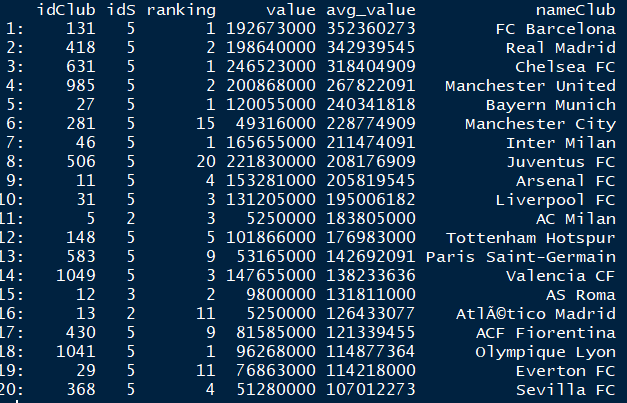 idClub idS ranking value avg_value nameClub
1: 131 5 1 192673000 352360273 FC Barcelona
2: 418 5 2 198640000 342939545 Real Madrid
3: 631 5 1 246523000 318404909 Chelsea FC
4: 985 5 2 200868000 267822091 Manchester United
5: 27 5 1 120055000 240341818 Bayern Munich
6: 281 5 15 49316000 228774909 Manchester City
7: 46 5 1 165655000 211474091 Inter Milan
8: 506 5 20 221830000 208176909 Juventus FC
9: 11 5 4 153281000 205819545 Arsenal FC
10: 31 5 3 131205000 195006182 Liverpool FC
11: 5 2 3 5250000 183805000 AC Milan
12: 148 5 5 101866000 176983000 Tottenham Hotspur
13: 583 5 9 53165000 142692091 Paris Saint-Germain
14: 1049 5 3 147655000 138233636 Valencia CF
15: 12 3 2 9800000 131811000 AS Roma
16: 13 2 11 5250000 126433077 AtlÃ©tico Madrid
17: 430 5 9 81585000 121339455 ACF Fiorentina
18: 1041 5 1 96268000 114877364 Olympique Lyon
19: 29 5 11 76863000 114218000 Everton FC
20: 368 5 4 51280000 107012273 Sevilla FC